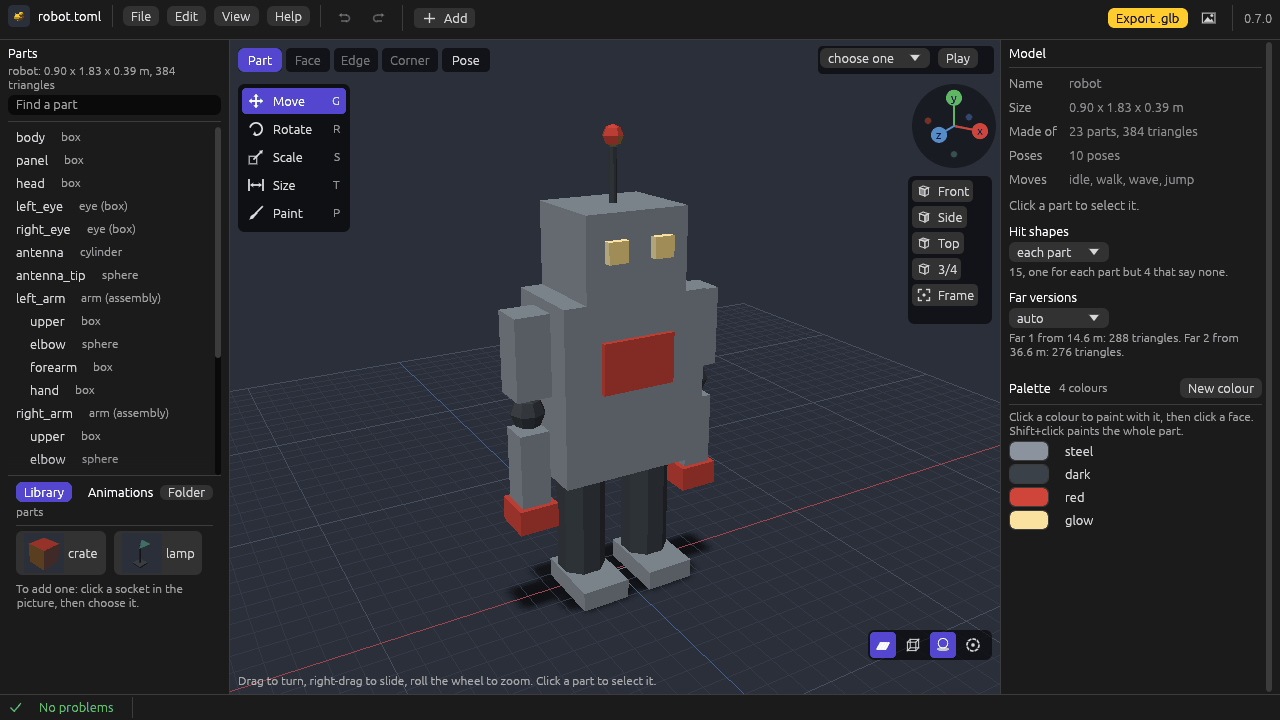 robot.toml File Edit View Help Add Export .glb 0.7.0
Parts
robot: 0.90 x 1.83 x 0.39 m, 384
triangles
Find a part
body box
panel box
head box
left_eye eye (box)
right_eye eye (box)
antenna cylinder
antenna_tip sphere
left_arm arm (assembly)
upper box
elbow sphere
forearm box
hand box
right_arm arm (assembly)
upper box
elbow sphere
Library Animations Folder
parts
crate lamp
To add one: click a socket in the
picture, then choose it.
Part Face Edge Corner Pose
Move G
Rotate R
Scale S
Size T
Paint P
choose one Play
y
x
z
Front
Side
Top
3/4
Frame
Drag to turn, right-drag to slide, roll the wheel to zoom. Click a part to select it.
Model
Name robot
Size 0.90 x 1.83 x 0.39 m
Made of 23 parts, 384 triangles
Poses 10 poses
Moves idle, walk, wave, jump
Click a part to select it.
Hit shapes
each part
15, one for each part but 4 that say none.
Far versions
auto
Far 1 from 14.6 m: 288 triangles. Far 2 from
36.6 m: 276 triangles.
Palette 4 colours New colour
Click a colour to paint with it, then click a face.
Shift+click paints the whole part.
steel
dark
red
glow
No problems